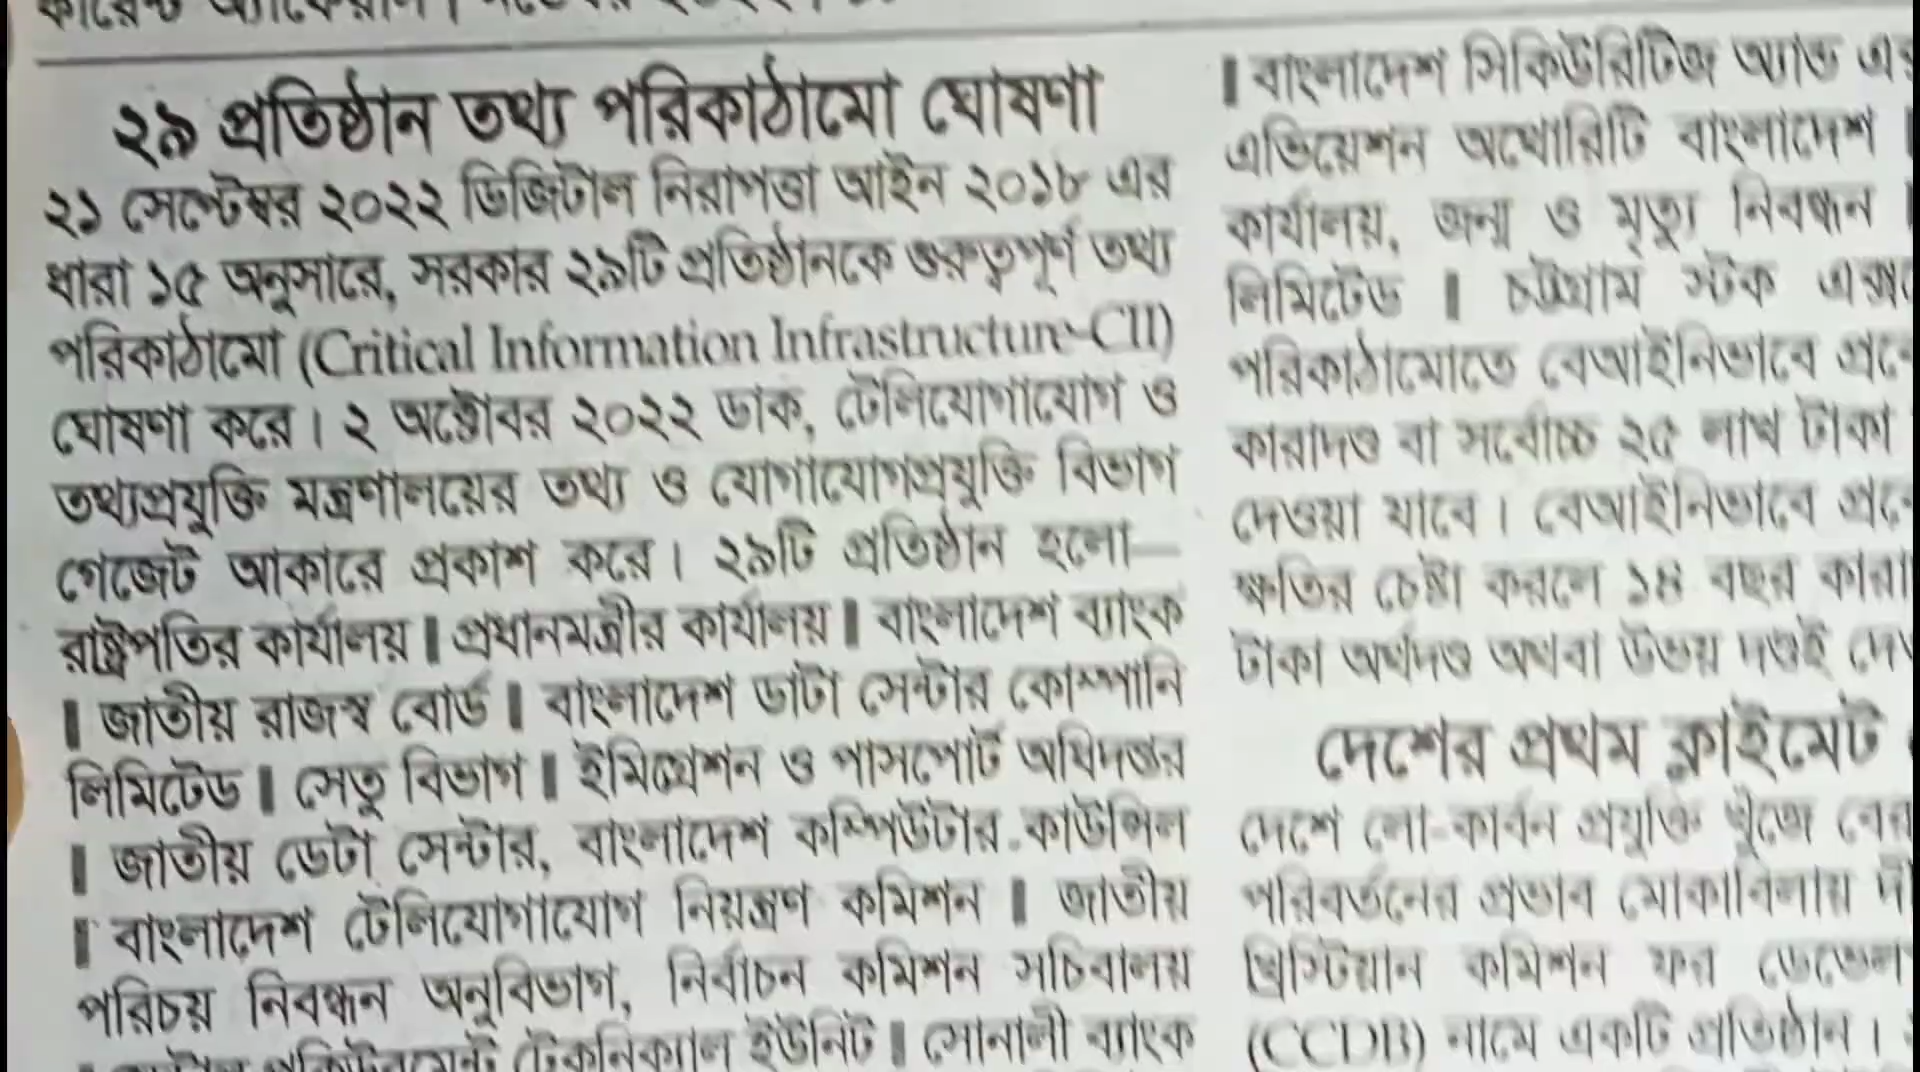 ২৯ প্রতিষ্ঠান তথ্য পরিকাঠামো ঘোষণা
২১ সেপ্টেম্বর ২০২২ ডিজিটাল নিরাপত্তা আইন ২০১৮ এর
ধারা ১৫ অনুসারে, সরকার ২৯টি প্রতিষ্ঠানকে গুরুত্বপূর্ণ তথ্য
পরিকাঠামো (Critical Information Infrastructure-CII)
ঘোষণা করে। ২ অক্টোবর ২০২২ ডাক, টেলিযোগাযোগ ও
তথ্যপ্রযুক্তি মন্ত্রণালয়ের তথ্য ও যোগাযোগপ্রযুক্তি বিভাগ
গেজেট আকারে প্রকাশ করে। ২৯টি প্রতিষ্ঠান হলো—
রাষ্ট্রপতির কার্যালয় ‖ প্রধানমন্ত্রীর কার্যালয় ‖ বাংলাদেশ ব্যাংক
‖ জাতীয় রাজস্ব বোর্ড ‖ বাংলাদেশ ডাটা সেন্টার কোম্পানি
লিমিটেড ‖ সেতু বিভাগ ‖ ইমিগ্রেশন ও পাসপোর্ট অধিদপ্তর
‖ জাতীয় ডেটা সেন্টার, বাংলাদেশ কম্পিউটার কাউন্সিল
‖ বাংলাদেশ টেলিযোগাযোগ নিয়ন্ত্রণ কমিশন ‖ জাতীয়
পরিচয় নিবন্ধন অনুবিভাগ, নির্বাচন কমিশন সচিবালয়
টেকনিক্যাল ইউনিট ‖ সোনালী ব্যাংক
‖ বাংলাদেশ সিকিউরিটিজ অ্যান্ড
এভিয়েশন অথোরিটি বাংলাদেশ ‖
কার্যালয়, জন্ম ও মৃত্যু নিবন্ধন ‖
লিমিটেড ‖ চট্টগ্রাম স্টক
পরিকাঠামোতে বেআইনিভাবে
কারাদণ্ড বা সর্বোচ্চ ২৫ লাখ টাকা
দেওয়া যাবে। বেআইনিভাবে
ক্ষতির চেষ্টা করলে ১৪ বছর
টাকা অর্থদণ্ড অথবা উভয় দণ্ডই
দেশের প্রথম ক্লাইমেট
দেশে লো-কার্বন প্রযুক্তি খুঁজে
পরিবর্তনের প্রভাব মোকাবিলায়
খ্রিস্টিয়ান কমিশন ফর
(CCDB) নামে একটি প্রতিষ্ঠান।